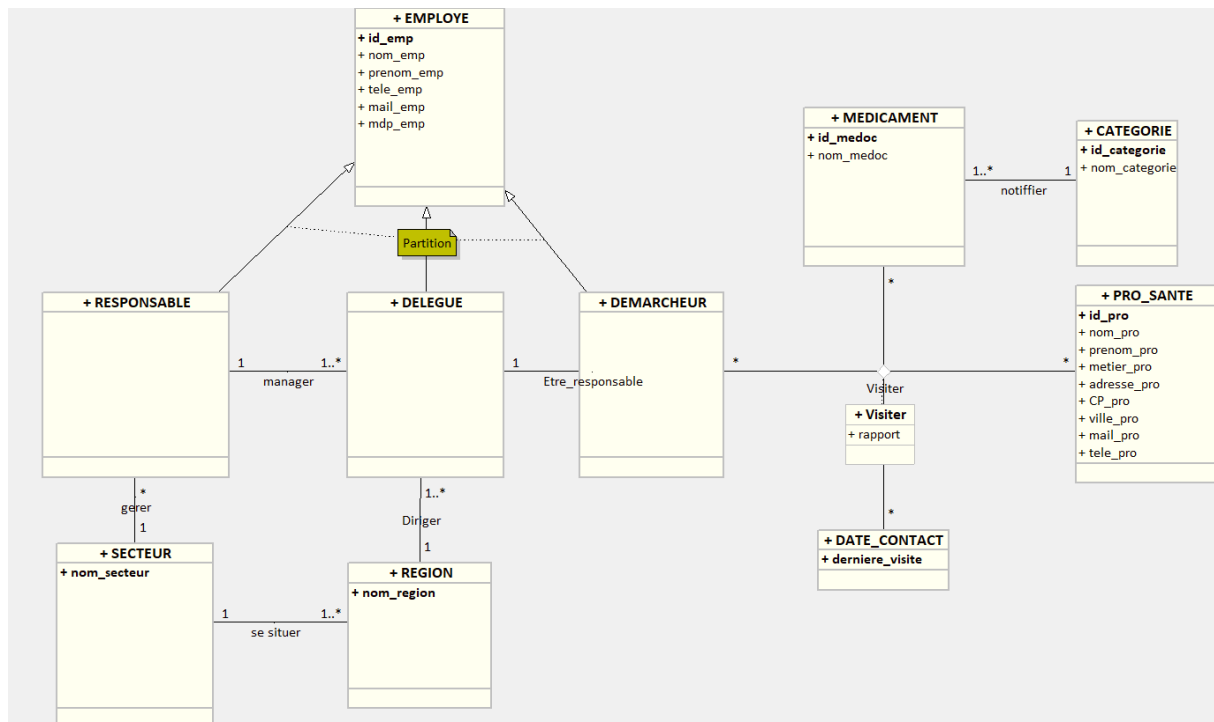 + EMPLOYE
+ id_emp
+ nom_emp
+ prenom_emp
+ tele_emp
+ mail_emp
+ mdp_emp
Partition
+ MEDICAMENT
+ id_medoc
+ nom_medoc
1..* 1
notiffier
+ CATEGORIE
+ id_categorie
+ nom_categorie
+ RESPONSABLE
1 1..*
manager
+ DELEGUE
1
Etre_responsable
+ DEMARCHEUR
* * *
Visiter
+ Visiter
+ rapport
*
+ DATE_CONTACT
+ derniere_visite
+ PRO_SANTE
+ id_pro
+ nom_pro
+ prenom_pro
+ metier_pro
+ adresse_pro
+ CP_pro
+ ville_pro
+ mail_pro
+ tele_pro
*
gerer
1
1..*
Diriger
1
+ SECTEUR
+ nom_secteur
1 1..*
se situer
+ REGION
+ nom_region